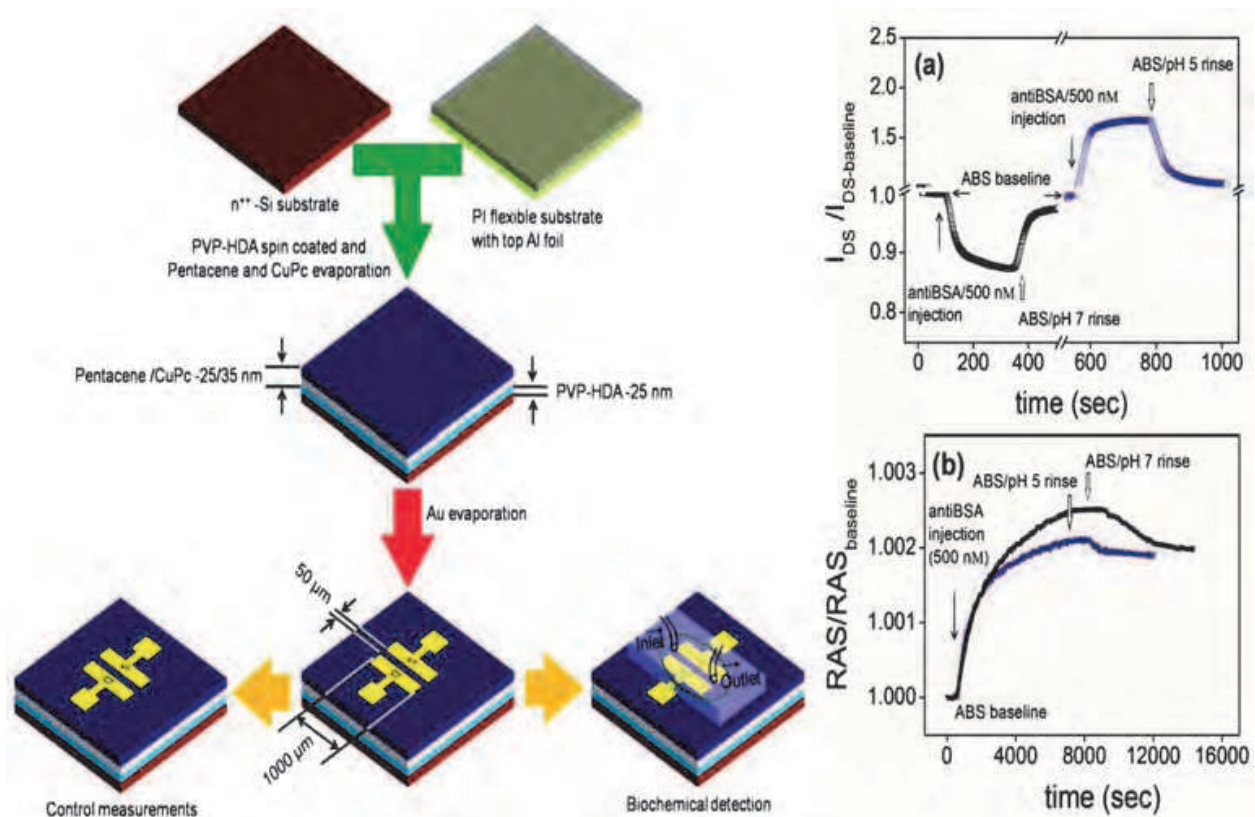 n⁺⁺ -Si substrate
PI flexible substrate
with top Al foil
PVP-HDA spin coated and
Pentacene and CuPc evaporation
Pentacene /CuPc -25/35 nm
PVP-HDA -25 nm
Au evaporation
50 µm
1000 µm
D
S
D
S
Inlet
Outlet
Control measurements
Biochemical detection
(a)
ABS/pH 5 rinse
antiBSA/500 nM
injection
ABS baseline
antiBSA/500 nM
injection
ABS/pH 7 rinse
I_DS /I_DS-baseline
2.5
2.0
1.5
1.0
0.9
0.8
0 200 400 600 800 1000
time (sec)
(b)
ABS/pH 7 rinse
ABS/pH 5 rinse
antiBSA
injection
(500 nM)
ABS baseline
RAS/RAS_baseline
1.003
1.002
1.001
1.000
0 4000 8000 12000 16000
time (sec)